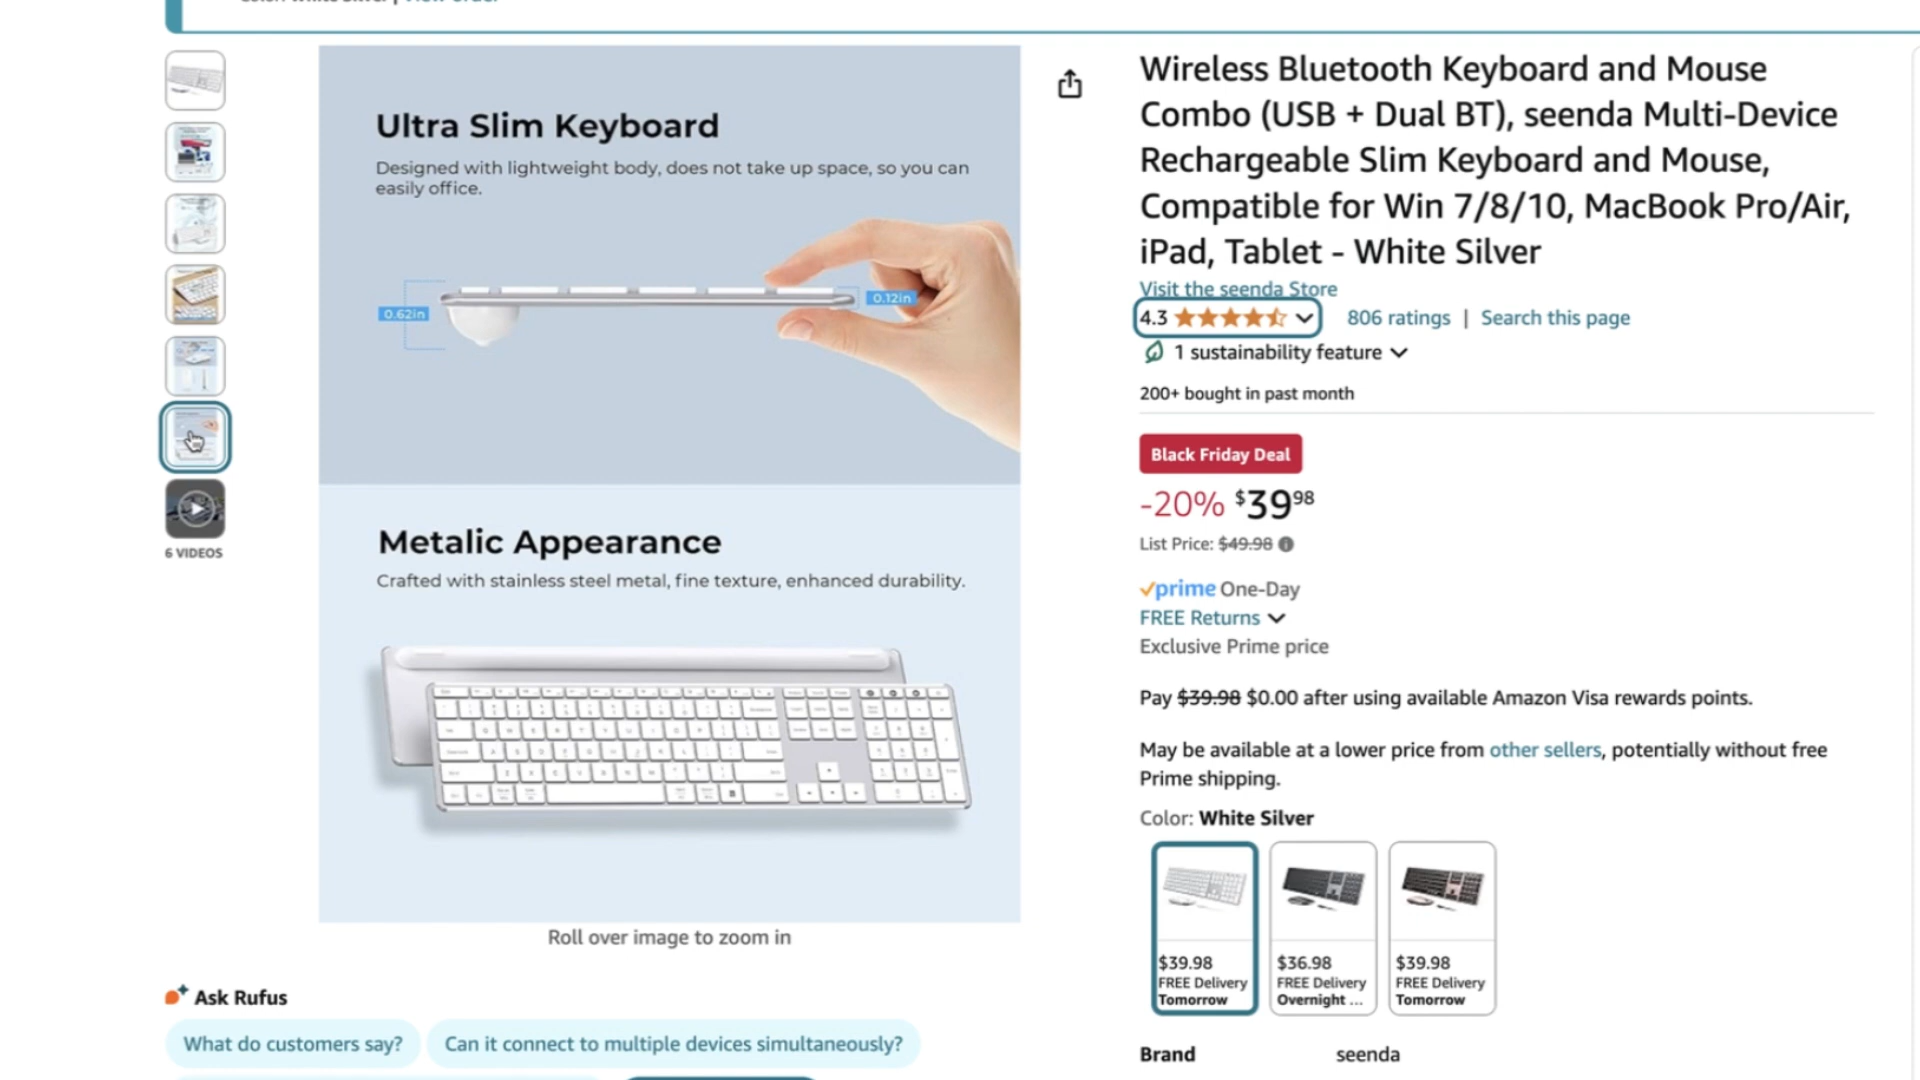 Ultra Slim Keyboard
Designed with lightweight body, does not take up space, so you can
easily office.
0.62in
0.12in
Metalic Appearance
Crafted with stainless steel metal, fine texture, enhanced durability.
6 VIDEOS
Roll over image to zoom in
Ask Rufus
What do customers say?
Can it connect to multiple devices simultaneously?
Wireless Bluetooth Keyboard and Mouse
Combo (USB + Dual BT), seenda Multi-Device
Rechargeable Slim Keyboard and Mouse,
Compatible for Win 7/8/10, MacBook Pro/Air,
iPad, Tablet - White Silver
Visit the seenda Store
4.3
806 ratings | Search this page
1 sustainability feature
200+ bought in past month
Black Friday Deal
-20% $3998
List Price: $49.98
prime One-Day
FREE Returns
Exclusive Prime price
Pay $39.98 $0.00 after using available Amazon Visa rewards points.
May be available at a lower price from other sellers, potentially without free
Prime shipping.
Color: White Silver
$39.98
FREE Delivery
Tomorrow
$36.98
FREE Delivery
Overnight ...
$39.98
FREE Delivery
Tomorrow
Brand seenda